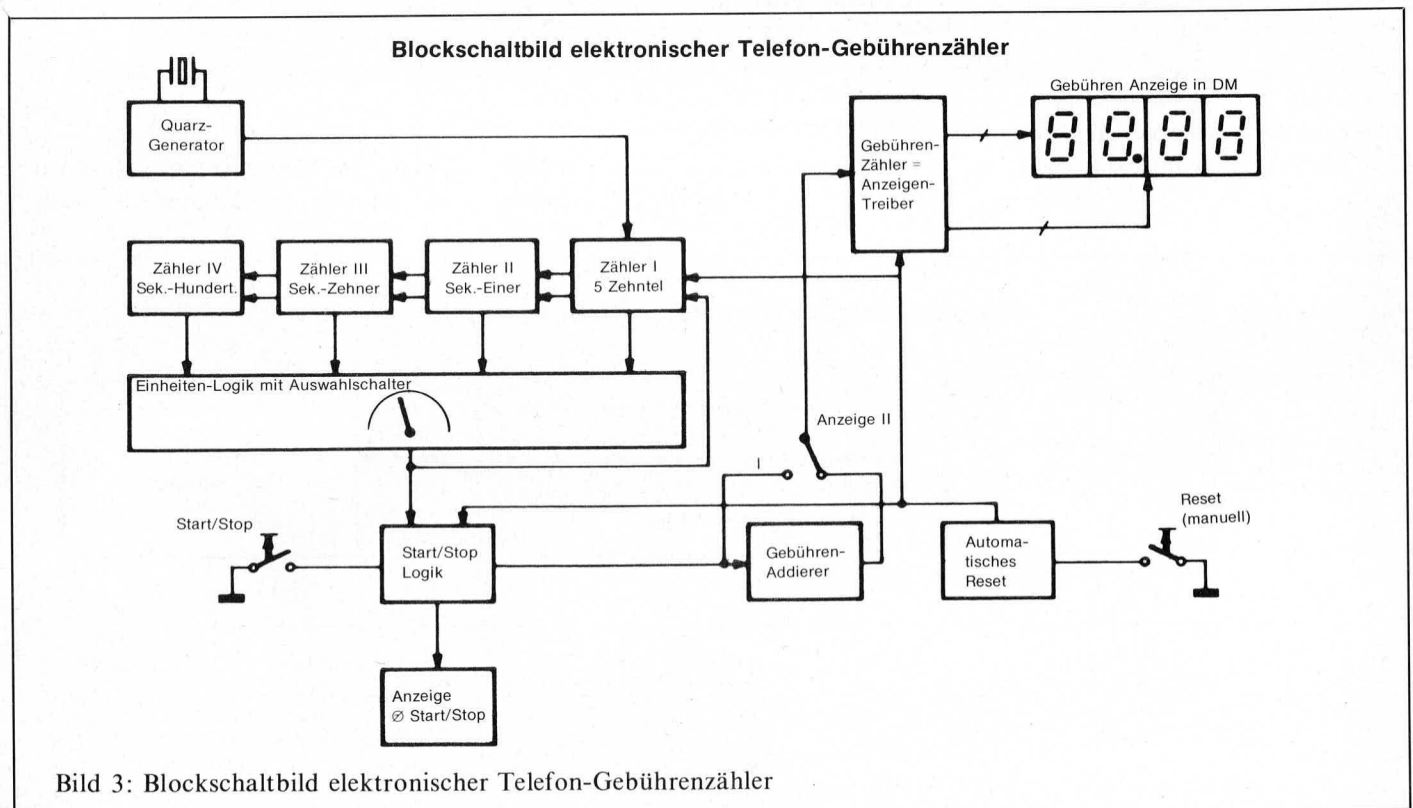 Blockschaltbild elektronischer Telefon-Gebührenzähler
Quarz-
Generator
Gebühren Anzeige in DM
88.88
Gebühren-
Zähler =
Anzeigen-
Treiber
Zähler IV
Sek.-Hundert.
Zähler III
Sek.-Zehner
Zähler II
Sek.-Einer
Zähler I
5 Zehntel
Einheiten-Logik mit Auswahlschalter
Anzeige II
I
Start/Stop
Start/Stop
Logik
Gebühren-
Addierer
Automa-
tisches
Reset
Reset
(manuell)
Anzeige
∅ Start/Stop
Bild 3: Blockschaltbild elektronischer Telefon-Gebührenzähler